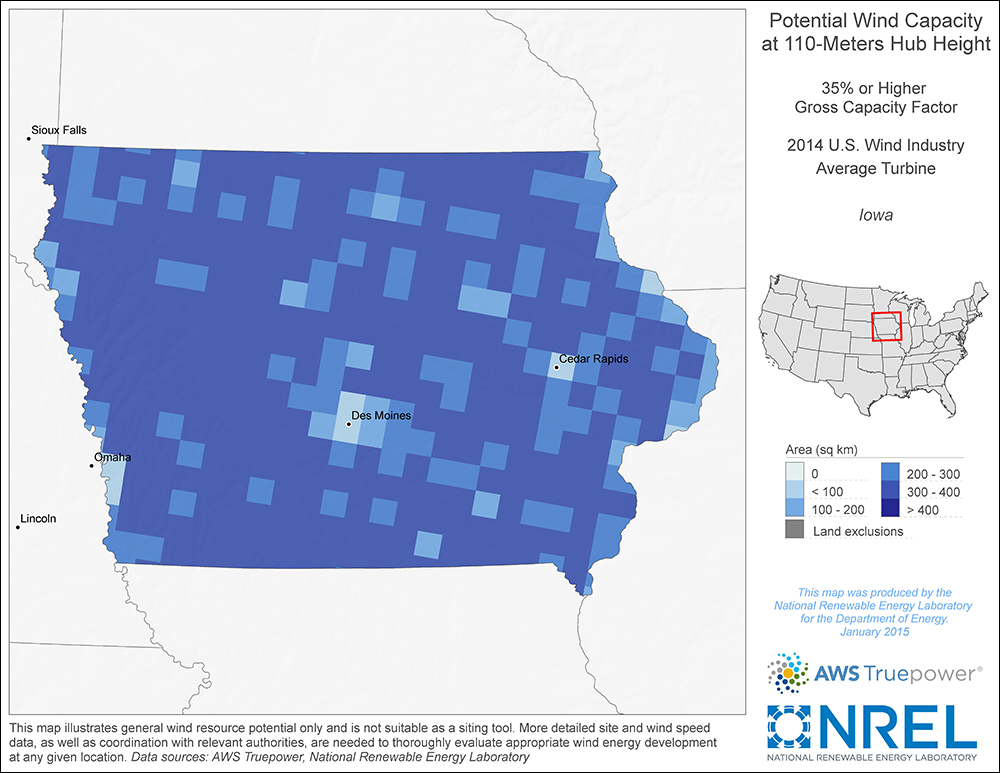 Potential Wind Capacity
at 110-Meters Hub Height
35% or Higher
Gross Capacity Factor
2014 U.S. Wind Industry
Average Turbine
Iowa
Sioux Falls
Cedar Rapids
Des Moines
Omaha
Lincoln
Area (sq km)
0
< 100
100 - 200
200 - 300
300 - 400
> 400
Land exclusions
This map was produced by the
National Renewable Energy Laboratory
for the Department of Energy.
January 2015
AWS Truepower®
NREL
NATIONAL RENEWABLE ENERGY LABORATORY
This map illustrates general wind resource potential only and is not suitable as a siting tool. More detailed site and wind speed
data, as well as coordination with relevant authorities, are needed to thoroughly evaluate appropriate wind energy development
at any given location. Data sources: AWS Truepower, National Renewable Energy Laboratory